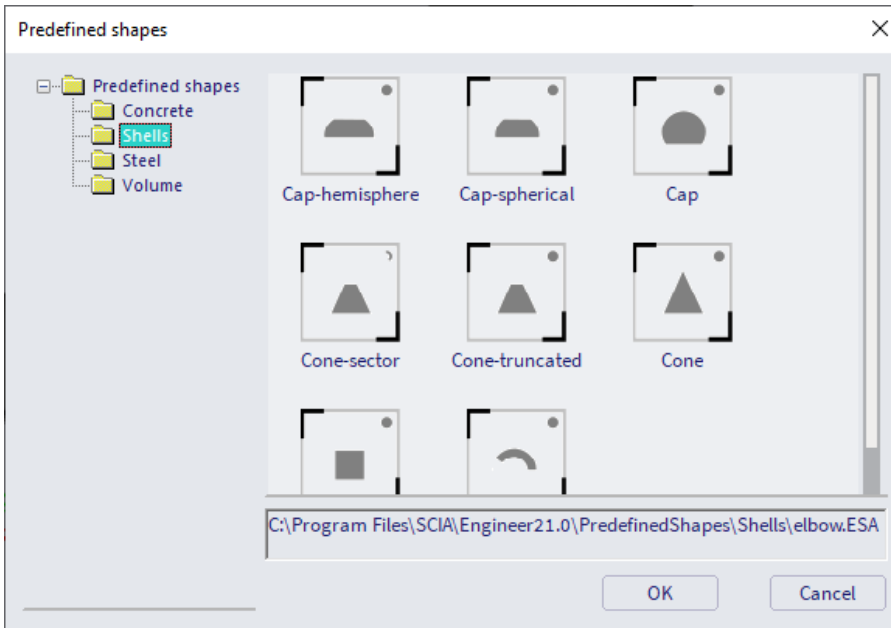 Predefined shapes
Predefined shapes
Concrete
Shells
Steel
Volume
Cap-hemisphere Cap-spherical Cap
Cone-sector Cone-truncated Cone
C:\Program Files\SCIA\Engineer21.0\PredefinedShapes\Shells\elbow.ESA
OK Cancel